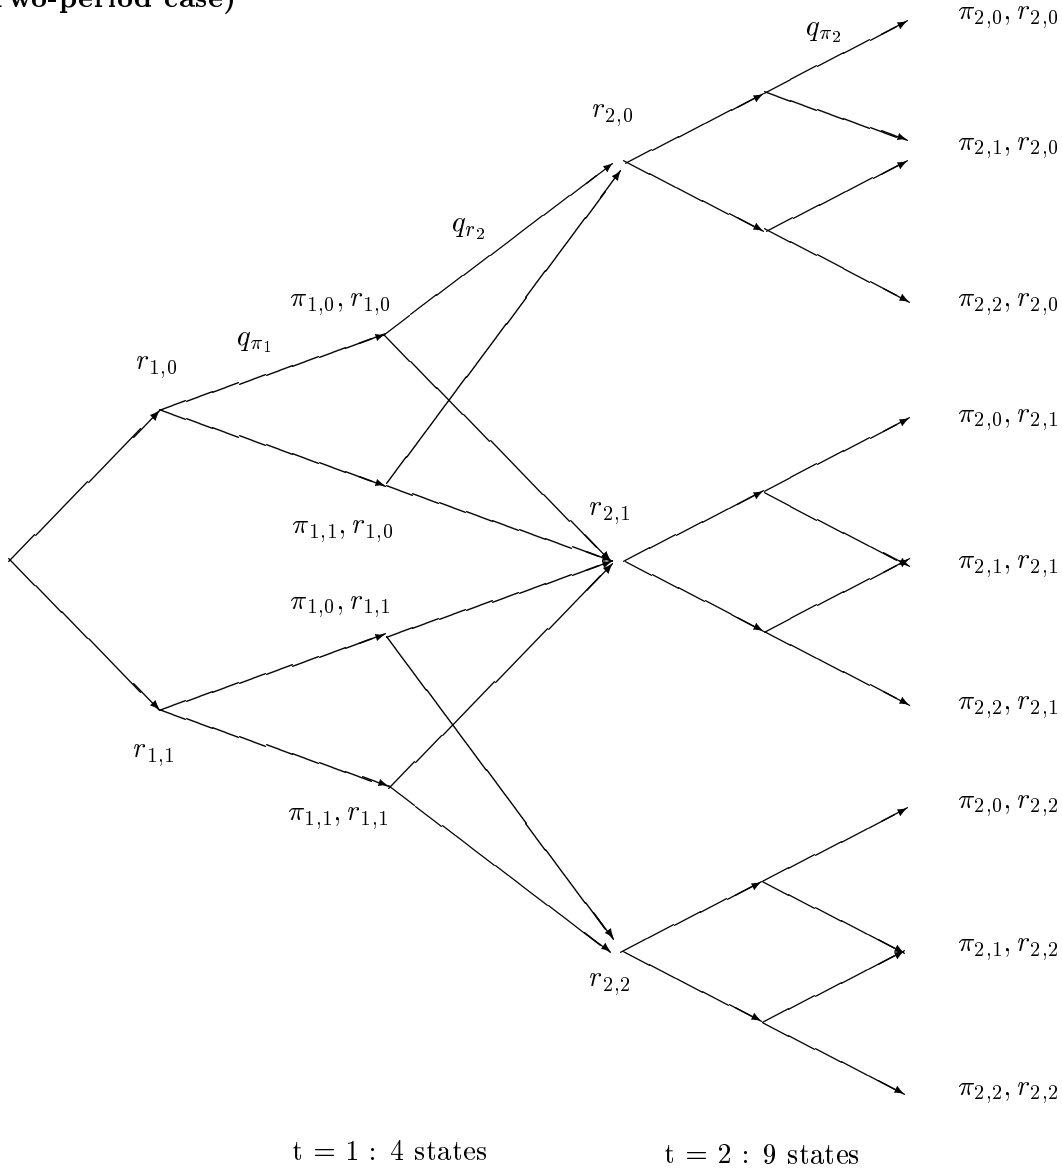 Two-period case)
π2,0, r2,0
qπ2
r2,0
π2,1, r2,0
qr2
π1,0, r1,0
π2,2, r2,0
qπ1
r1,0
π2,0, r2,1
r2,1
π1,1, r1,0
π2,1, r2,1
π1,0, r1,1
π2,2, r2,1
r1,1
π2,0, r2,2
π1,1, r1,1
π2,1, r2,2
r2,2
π2,2, r2,2
t = 1 : 4 states
t = 2 : 9 states